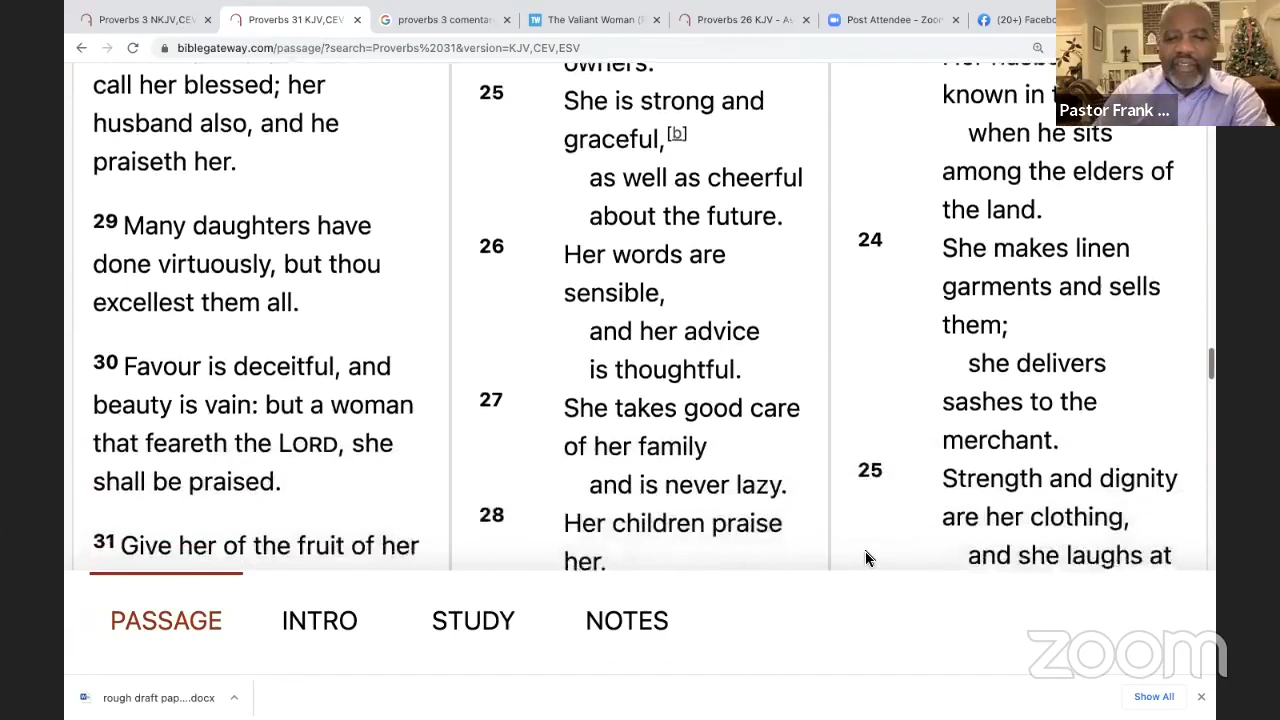 Proverbs 3 NKJV,CEV
Proverbs 31 KJV,CEV
proverbs 3 comentar
The Valiant Woman (P
Proverbs 26 KJV - A
Post Attendee - Zoo
(20+) Facebo
biblegateway.com/passage/?search=Proverbs%2031&version=KJV,CEV,ESV
Pastor Frank ...
call her blessed; her
husband also, and he
praiseth her.
29 Many daughters have
done virtuously, but thou
excellest them all.
30 Favour is deceitful, and
beauty is vain: but a woman
that feareth the LORD, she
shall be praised.
31 Give her of the fruit of her
owners.
25
She is strong and
graceful,[b]
as well as cheerful
about the future.
26
Her words are
sensible,
and her advice
is thoughtful.
27
She takes good care
of her family
and is never lazy.
28
Her children praise
her.
known in
when he sits
among the elders of
the land.
24
She makes linen
garments and sells
them;
she delivers
sashes to the
merchant.
25
Strength and dignity
are her clothing,
and she laughs at
PASSAGE
INTRO
STUDY
NOTES
zoom
rough draft pap....docx
Show All